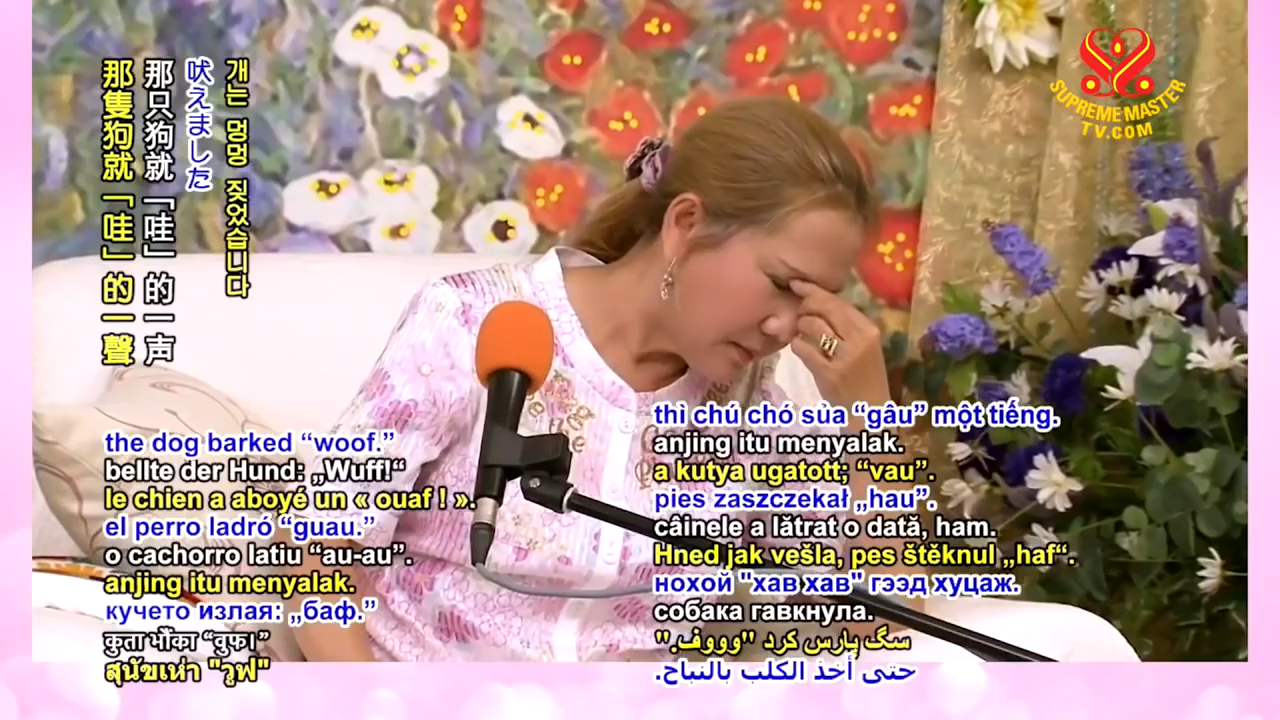 개는 멍멍 짖었습니다
吠えました
那只狗就「哇」的一声
那隻狗就「哇」的一聲
SUPREME MASTER
TV.COM
the dog barked “woof.”
bellte der Hund: „Wuff!“
le chien a aboyé un « ouaf ! ».
el perro ladró “guau.”
o cachorro latiu “au-au”.
anjing itu menyalak.
кучето излая: „баф.”
कुत्ता भौंका “वुफ।”
สุนัขเห่า "วูฟ"
thì chú chó sủa “gâu” một tiếng.
anjing itu menyalak.
a kutya ugatott; “vau”.
pies zaszczekał „hau”.
câinele a lătrat o dată, ham.
Hned jak vešla, pes štěknul „haf“.
нохой "хав хав" гээд хуцаж.
собака гавкнула.
سگ پارس کرد "وووف."
حتى أخذ الكلب بالنباح.